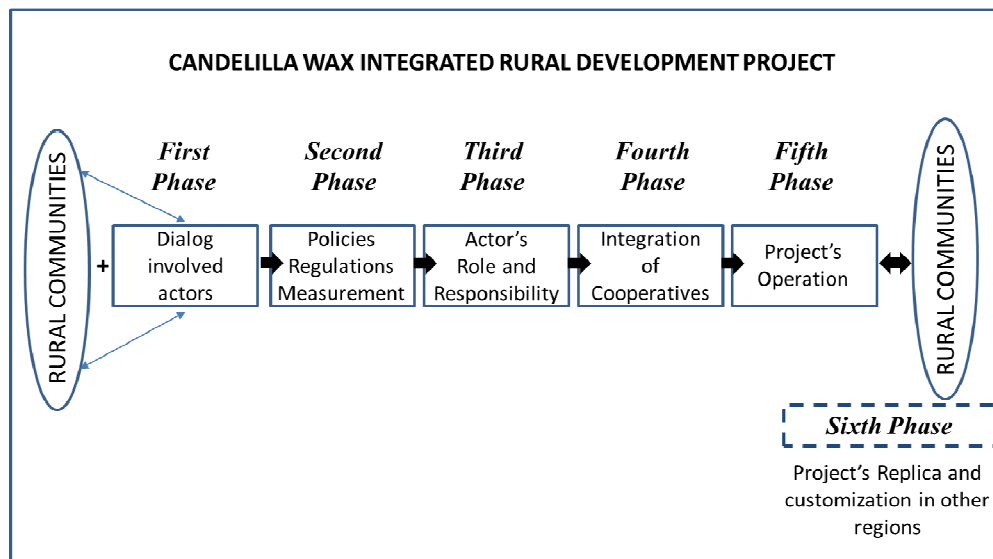 CANDELILLA WAX INTEGRATED RURAL DEVELOPMENT PROJECT
RURAL COMMUNITIES
First
Phase
Second
Phase
Third
Phase
Fourth
Phase
Fifth
Phase
+
Dialog
involved
actors
Policies
Regulations
Measurement
Actor's
Role and
Responsibility
Integration
of
Cooperatives
Project's
Operation
RURAL COMMUNITIES
Sixth Phase
Project's Replica and
customization in other
regions